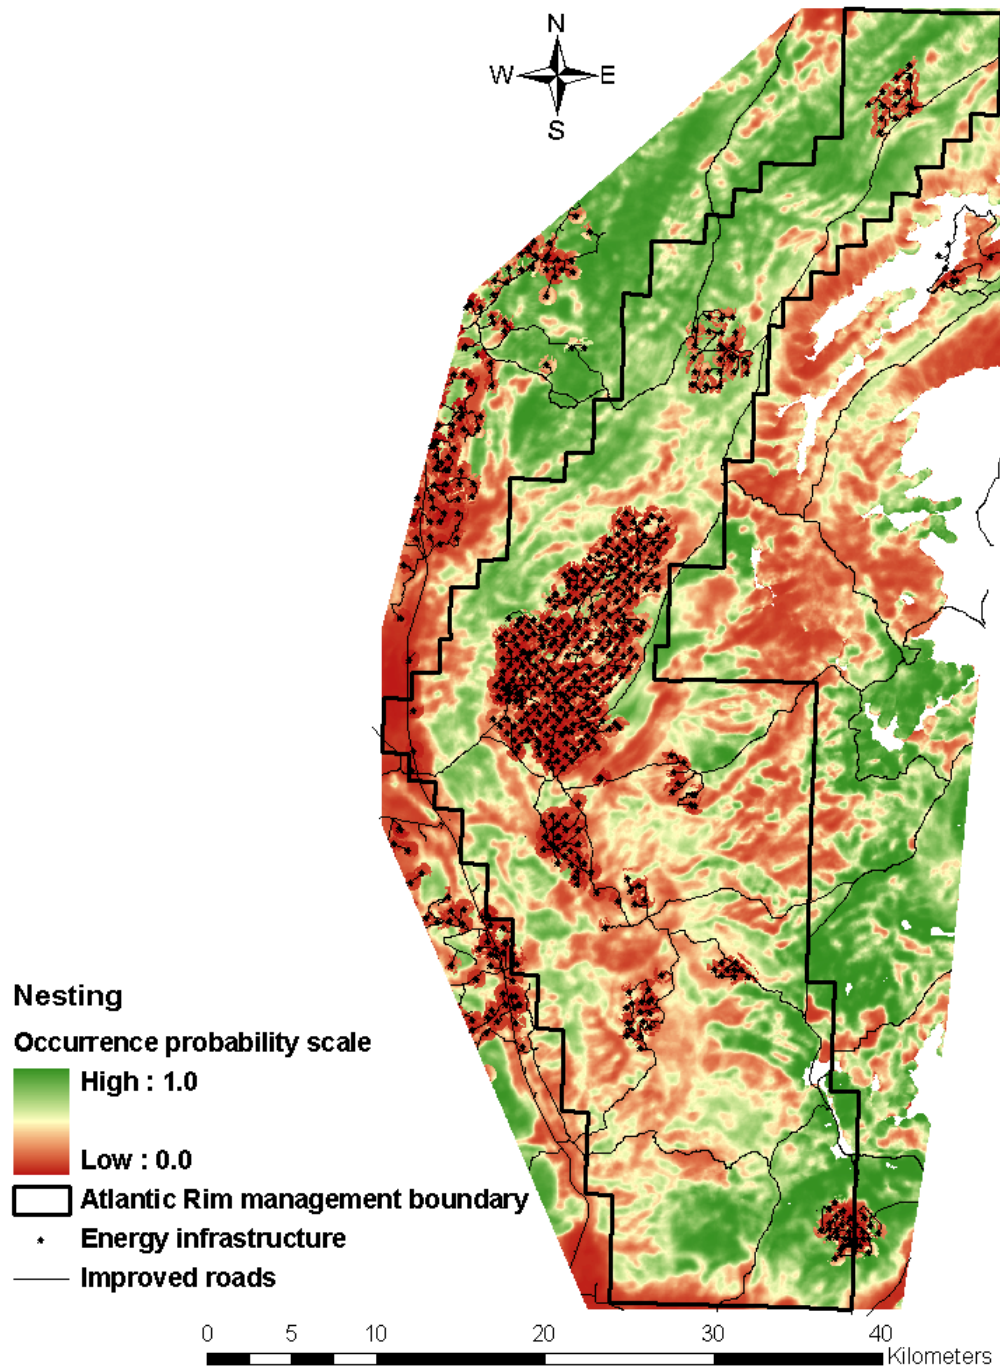 N
W E
S
Nesting
Occurrence probability scale
High : 1.0
Low : 0.0
Atlantic Rim management boundary
Energy infrastructure
Improved roads
0 5 10 20 30 40
Kilometers